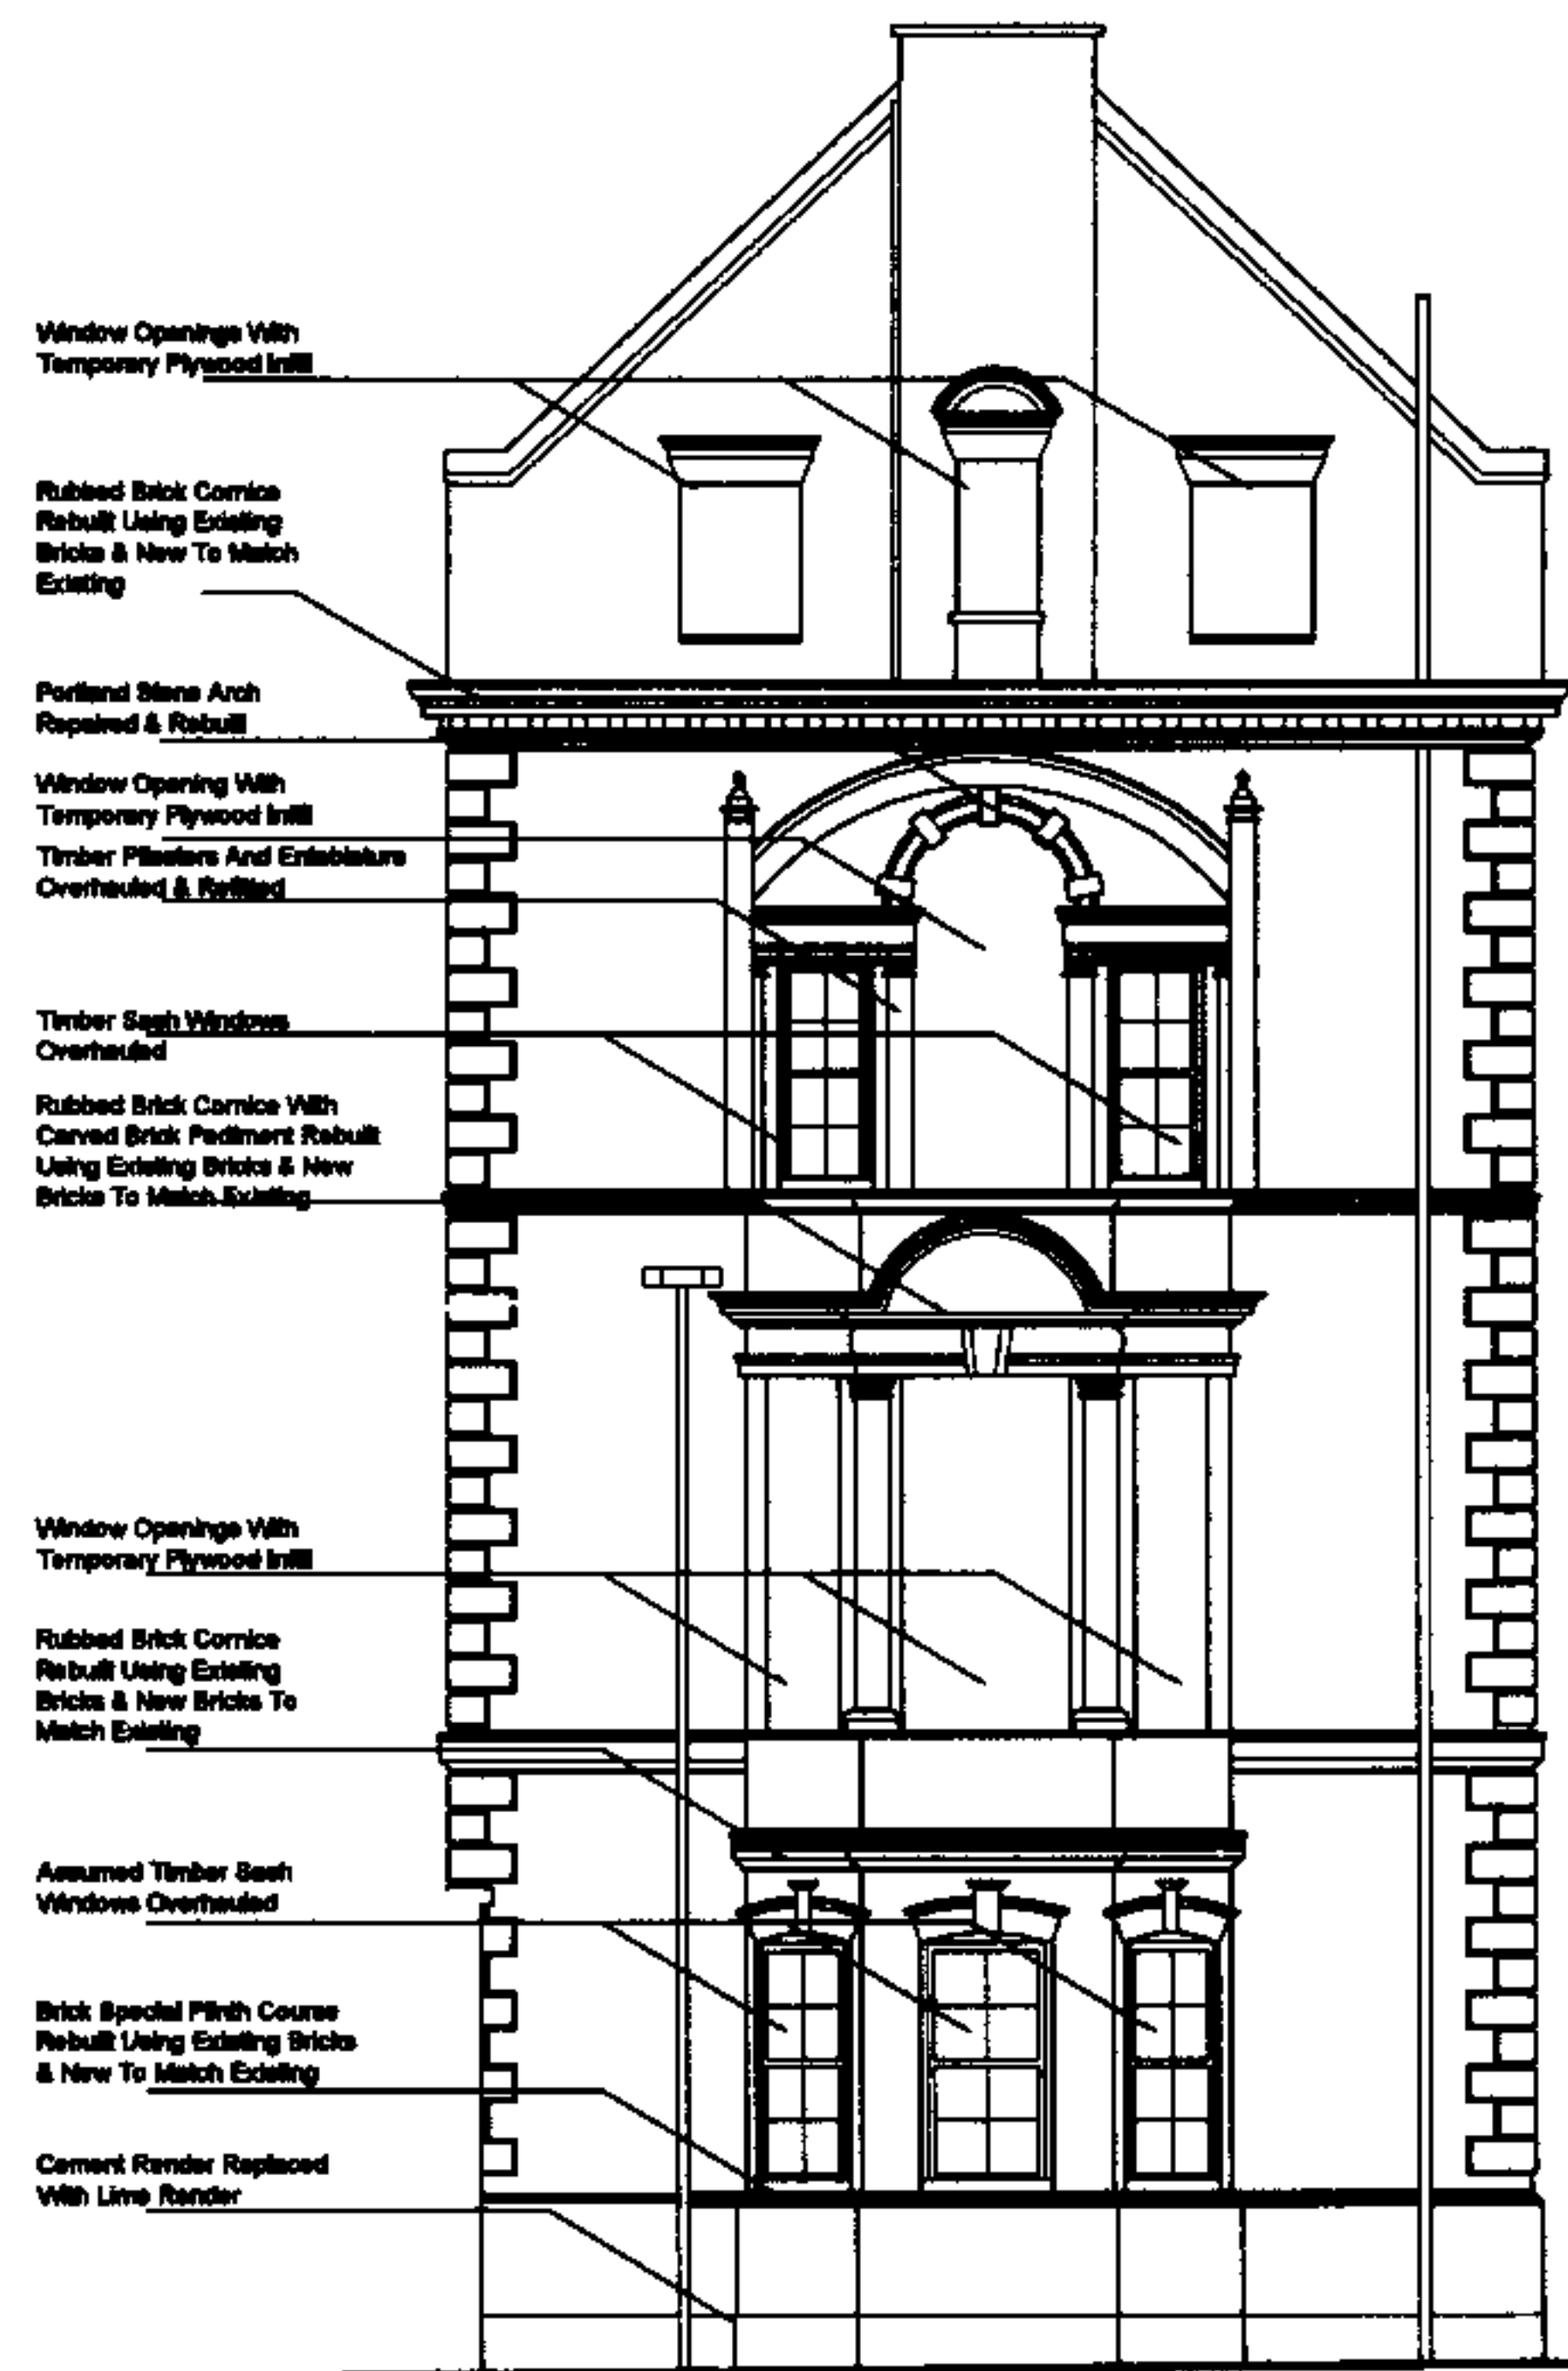 Window Openings With
Temporary Plywood Infill
Rubbed Brick Cornice
Rebuilt Using Existing
Bricks & New To Match
Existing
Portland Stone Arch
Repaired & Rebuilt
Window Opening With
Temporary Plywood Infill
Timber Pilasters And Entablature
Overhauled & Refitted
Timber Sash Windows
Overhauled
Rubbed Brick Cornice With
Carved Brick Pediment Rebuilt
Using Existing Bricks & New
Bricks To Match Existing
Window Openings With
Temporary Plywood Infill
Rubbed Brick Cornice
Rebuilt Using Existing
Bricks & New Bricks To
Match Existing
Assumed Timber Sash
Windows Overhauled
Brick Special Plinth Course
Rebuilt Using Existing Bricks
& New To Match Existing
Cement Render Replaced
With Lime Render